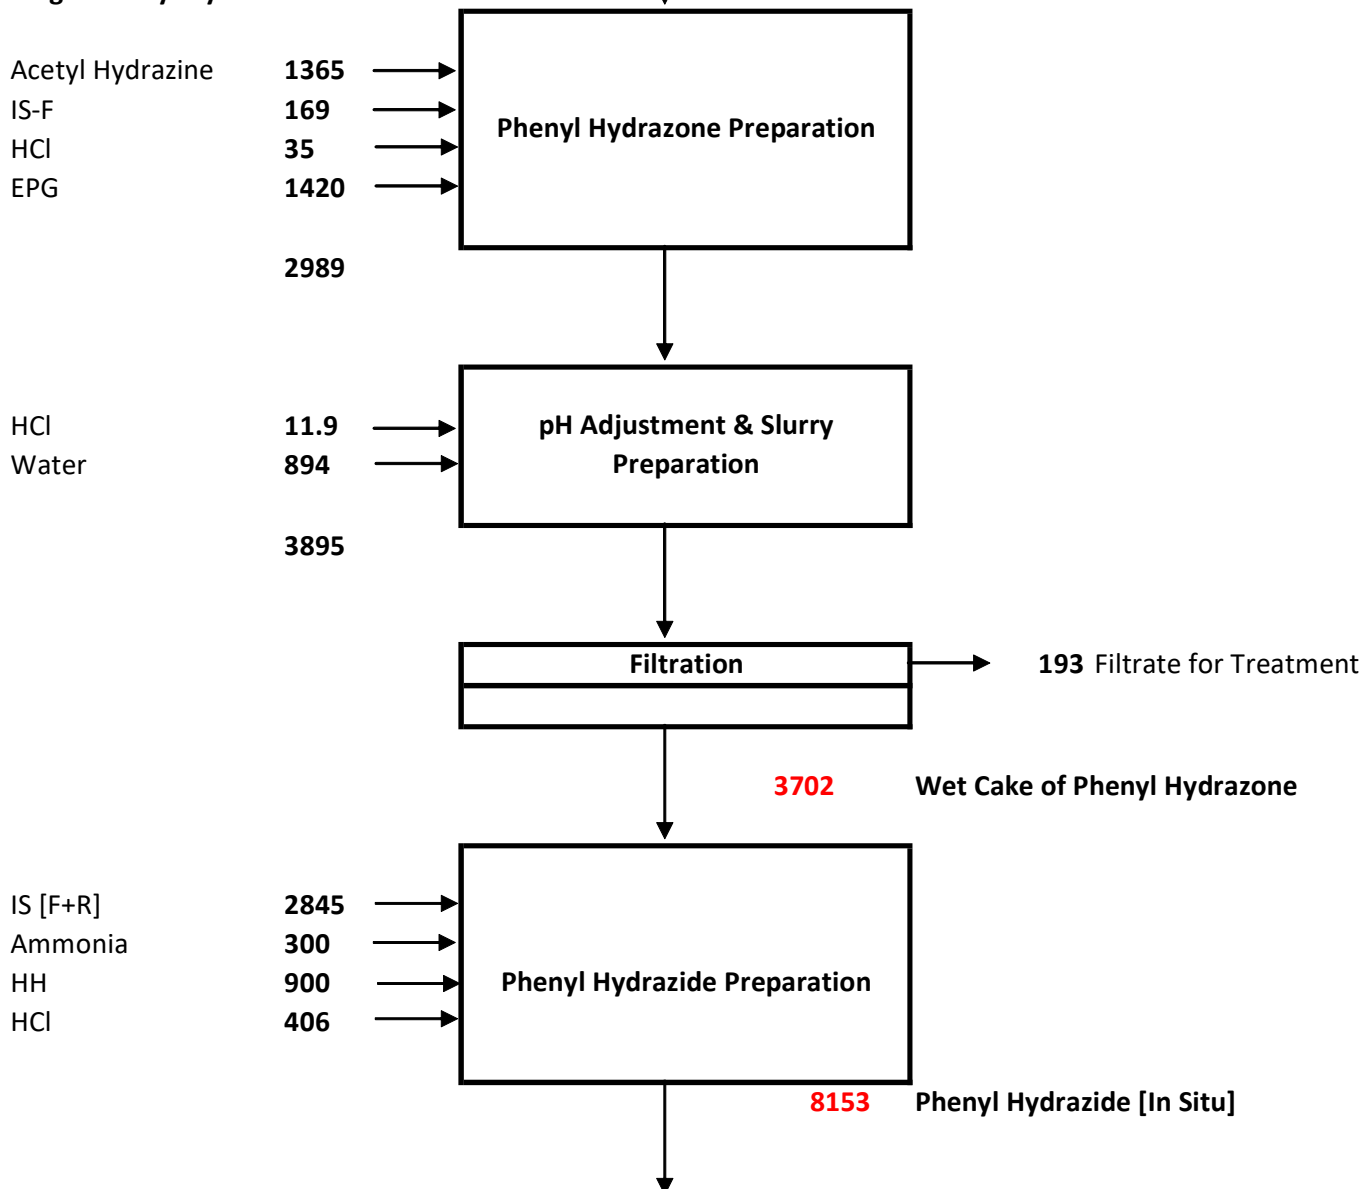 Acetyl Hydrazine 1365
IS-F 169
HCl 35
EPG 1420
Phenyl Hydrazone Preparation
2989
HCl 11.9
Water 894
pH Adjustment & Slurry
Preparation
3895
Filtration
193 Filtrate for Treatment
3702 Wet Cake of Phenyl Hydrazone
IS [F+R] 2845
Ammonia 300
HH 900
HCl 406
Phenyl Hydrazide Preparation
8153 Phenyl Hydrazide [In Situ]